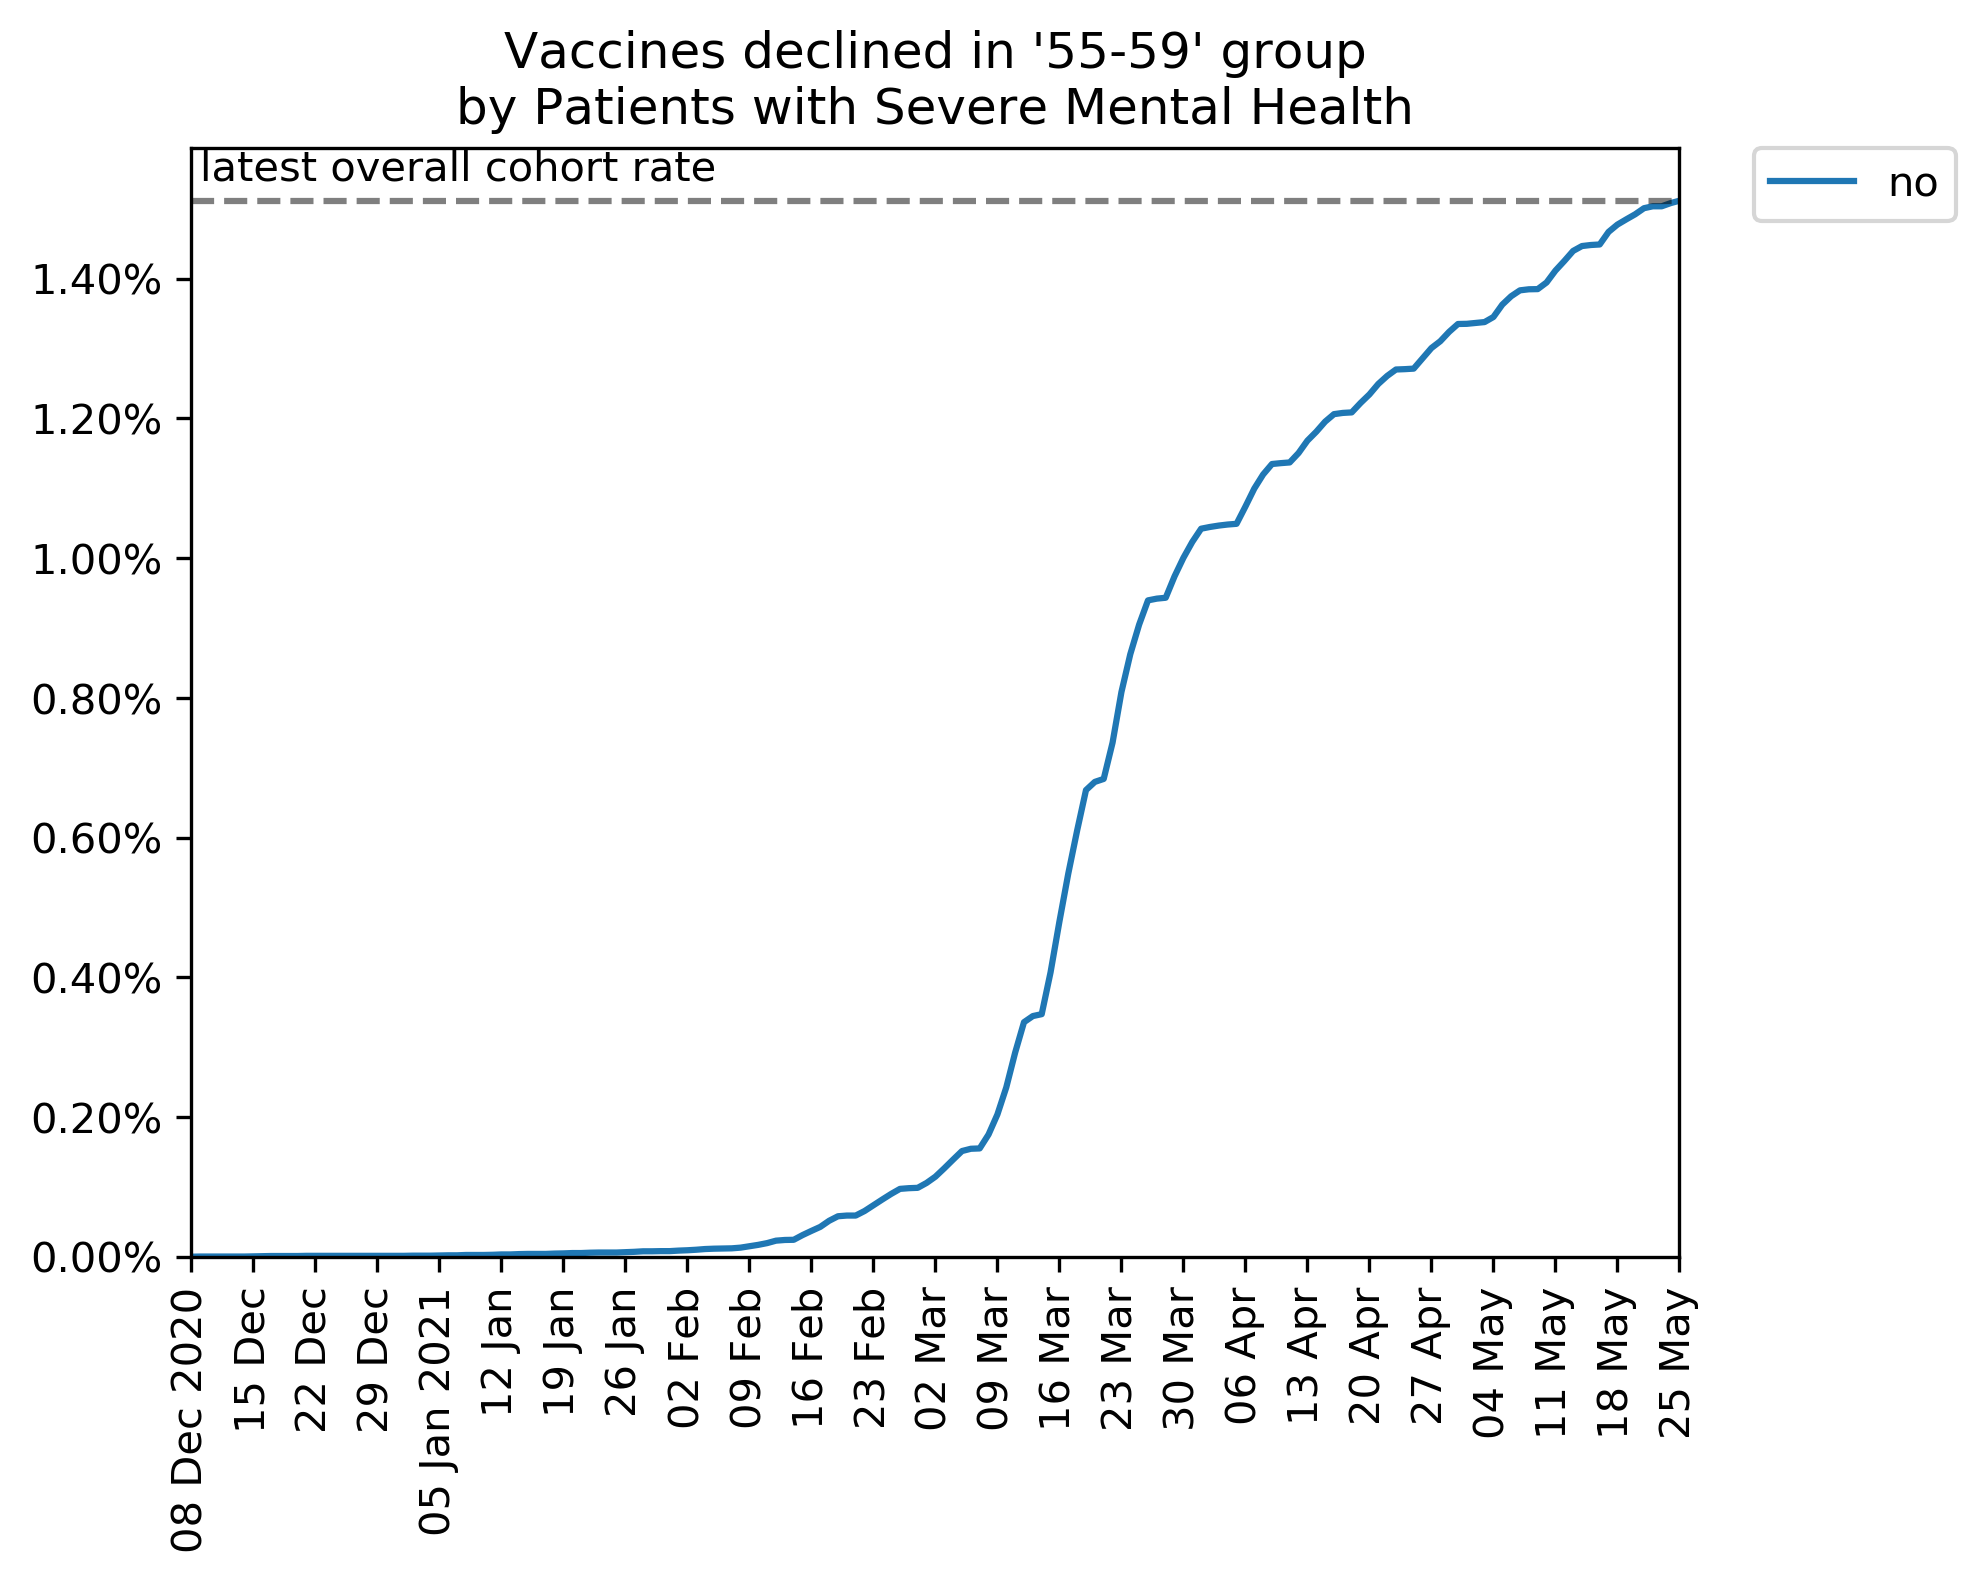 Vaccines declined in '55-59' group
by Patients with Severe Mental Health
latest overall cohort rate
no
1.40%
1.20%
1.00%
0.80%
0.60%
0.40%
0.20%
0.00%
08 Dec 2020
15 Dec
22 Dec
29 Dec
05 Jan 2021
12 Jan
19 Jan
26 Jan
02 Feb
09 Feb
16 Feb
23 Feb
02 Mar
09 Mar
16 Mar
23 Mar
30 Mar
06 Apr
13 Apr
20 Apr
27 Apr
04 May
11 May
18 May
25 May